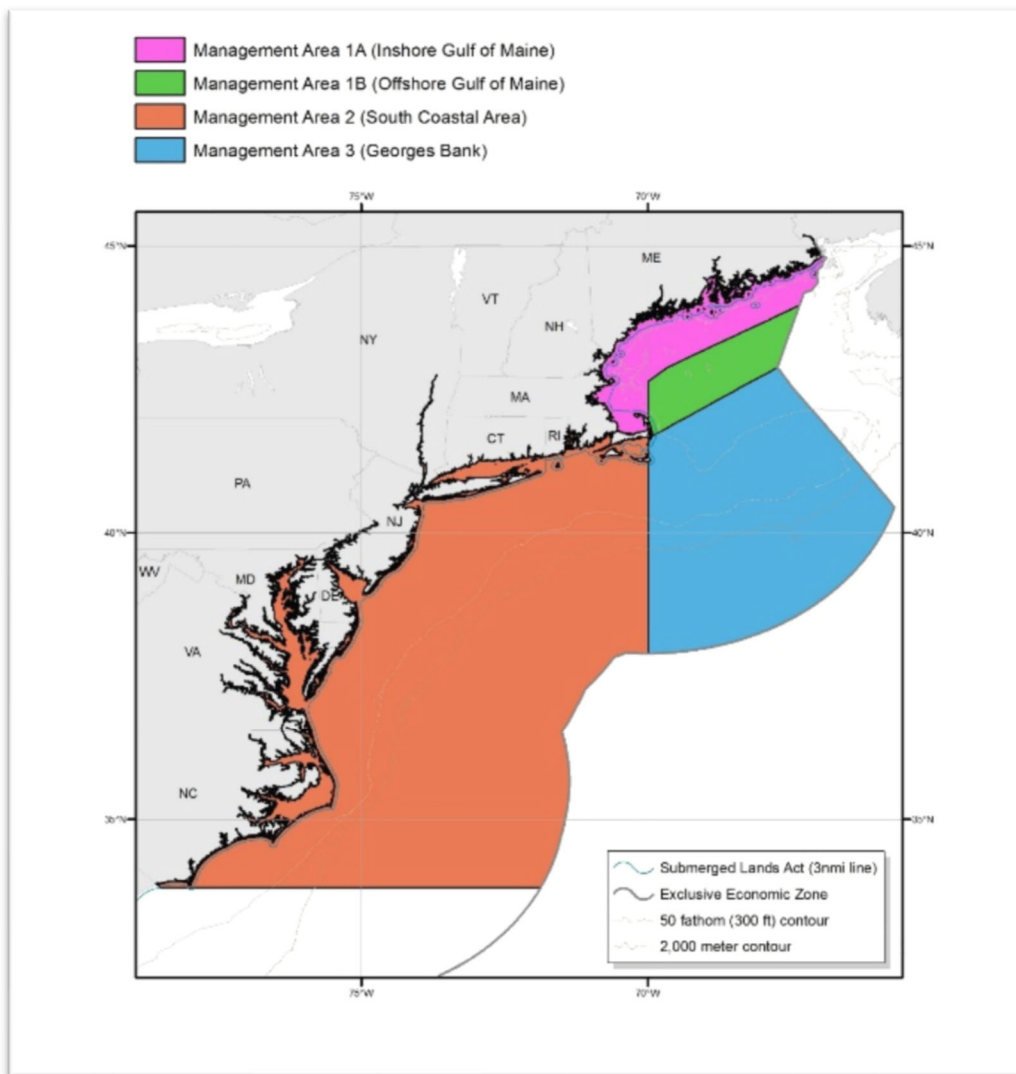 Management Area 1A (Inshore Gulf of Maine)
Management Area 1B (Offshore Gulf of Maine)
Management Area 2 (South Coastal Area)
Management Area 3 (Georges Bank)
75°W 70°W
45°N 45°N
ME
VT
NH
NY
MA
CT RI
PA
NJ
40°N 40°N
WV
MD
DE
VA
NC
35°N 35°N
Submerged Lands Act (3nmi line)
Exclusive Economic Zone
50 fathom (300 ft) contour
2,000 meter contour
75°W 70°W